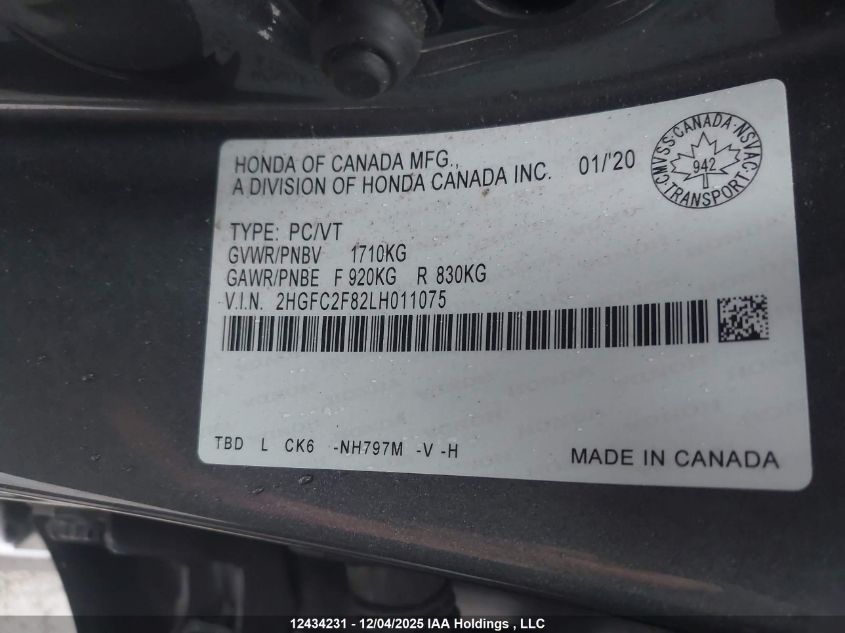 HONDA OF CANADA MFG.,
A DIVISION OF HONDA CANADA INC.
01/'20
CMVSS·CANADA·NSVAC·TRANSPORT
942
TYPE: PC/VT
GVWR/PNBV 1710KG
GAWR/PNBE F 920KG R 830KG
V.I.N. 2HGFC2F82LH011075
TBD L CK6 -NH797M -V -H
MADE IN CANADA
12434231 - 12/04/2025 IAA Holdings , LLC